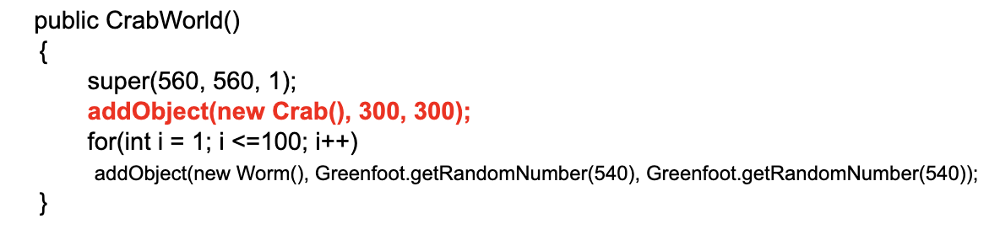 public CrabWorld()
{
super(560, 560, 1);
addObject(new Crab(), 300, 300);
for(int i = 1; i <=100; i++)
addObject(new Worm(), Greenfoot.getRandomNumber(540), Greenfoot.getRandomNumber(540));
}